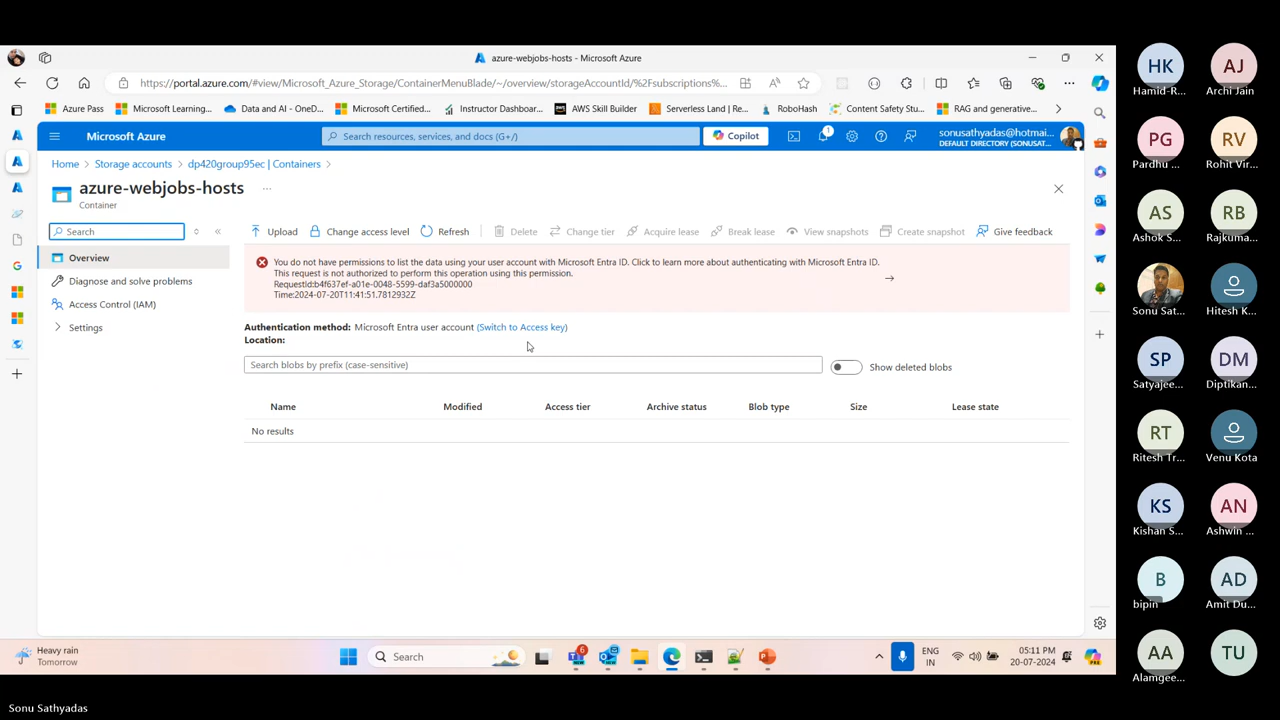 azure-webjobs-hosts - Microsoft Azure
https://portal.azure.com/#view/Microsoft_Azure_Storage/ContainerMenuBlade/~/overview/storageAccountId/%2Fsubscriptions%...
Azure Pass
Microsoft Learning...
Data and AI - OneD...
Microsoft Certified...
Instructor Dashboar...
AWS Skill Builder
Serverless Land | Re...
RoboHash
Content Safety Stu...
RAG and generative...
Microsoft Azure
Search resources, services, and docs (G+/)
Copilot
1
sonusathyadas@hotmai...
DEFAULT DIRECTORY (SONUSAT...
Home > Storage accounts > dp420group95ec | Containers >
azure-webjobs-hosts ...
Container
Search
Upload
Change access level
Refresh
Delete
Change tier
Acquire lease
Break lease
View snapshots
Create snapshot
Give feedback
Overview
Diagnose and solve problems
Access Control (IAM)
Settings
You do not have permissions to list the data using your user account with Microsoft Entra ID. Click to learn more about authenticating with Microsoft Entra ID.
This request is not authorized to perform this operation using this permission.
RequestId:b4f637ef-a01e-0048-5599-daf3a5000000
Time:2024-07-20T11:41:51.7812932Z
Authentication method: Microsoft Entra user account (Switch to Access key)
Location:
Search blobs by prefix (case-sensitive)
Show deleted blobs
Name Modified Access tier Archive status Blob type Size Lease state
No results
Heavy rain
Tomorrow
Search
6
ENG
IN
05:11 PM
20-07-2024
HK
Hamid-R...
AJ
Archi Jain
PG
Pardhu ...
RV
Rohit Vir...
AS
Ashok S...
RB
Rajkuma...
Sonu Sat...
Hitesh K...
SP
Satyajee...
DM
Diptikan...
RT
Ritesh Tr...
Venu Kota
KS
Kishan S...
AN
Ashwin ...
B
bipin
AD
Amit Du...
AA
Alamgee...
TU
Sonu Sathyadas